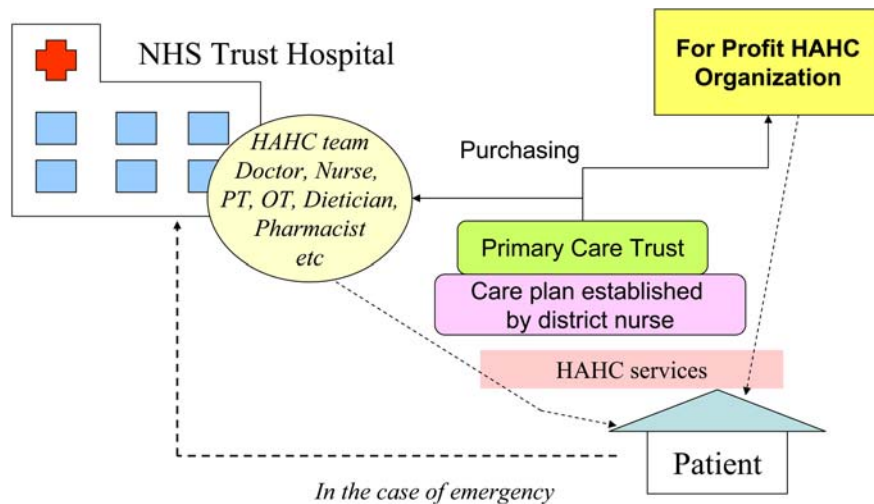 NHS Trust Hospital
For Profit HAHC
Organization
HAHC team
Doctor, Nurse,
PT, OT, Dietician,
Pharmacist
etc
Purchasing
Primary Care Trust
Care plan established
by district nurse
HAHC services
Patient
In the case of emergency